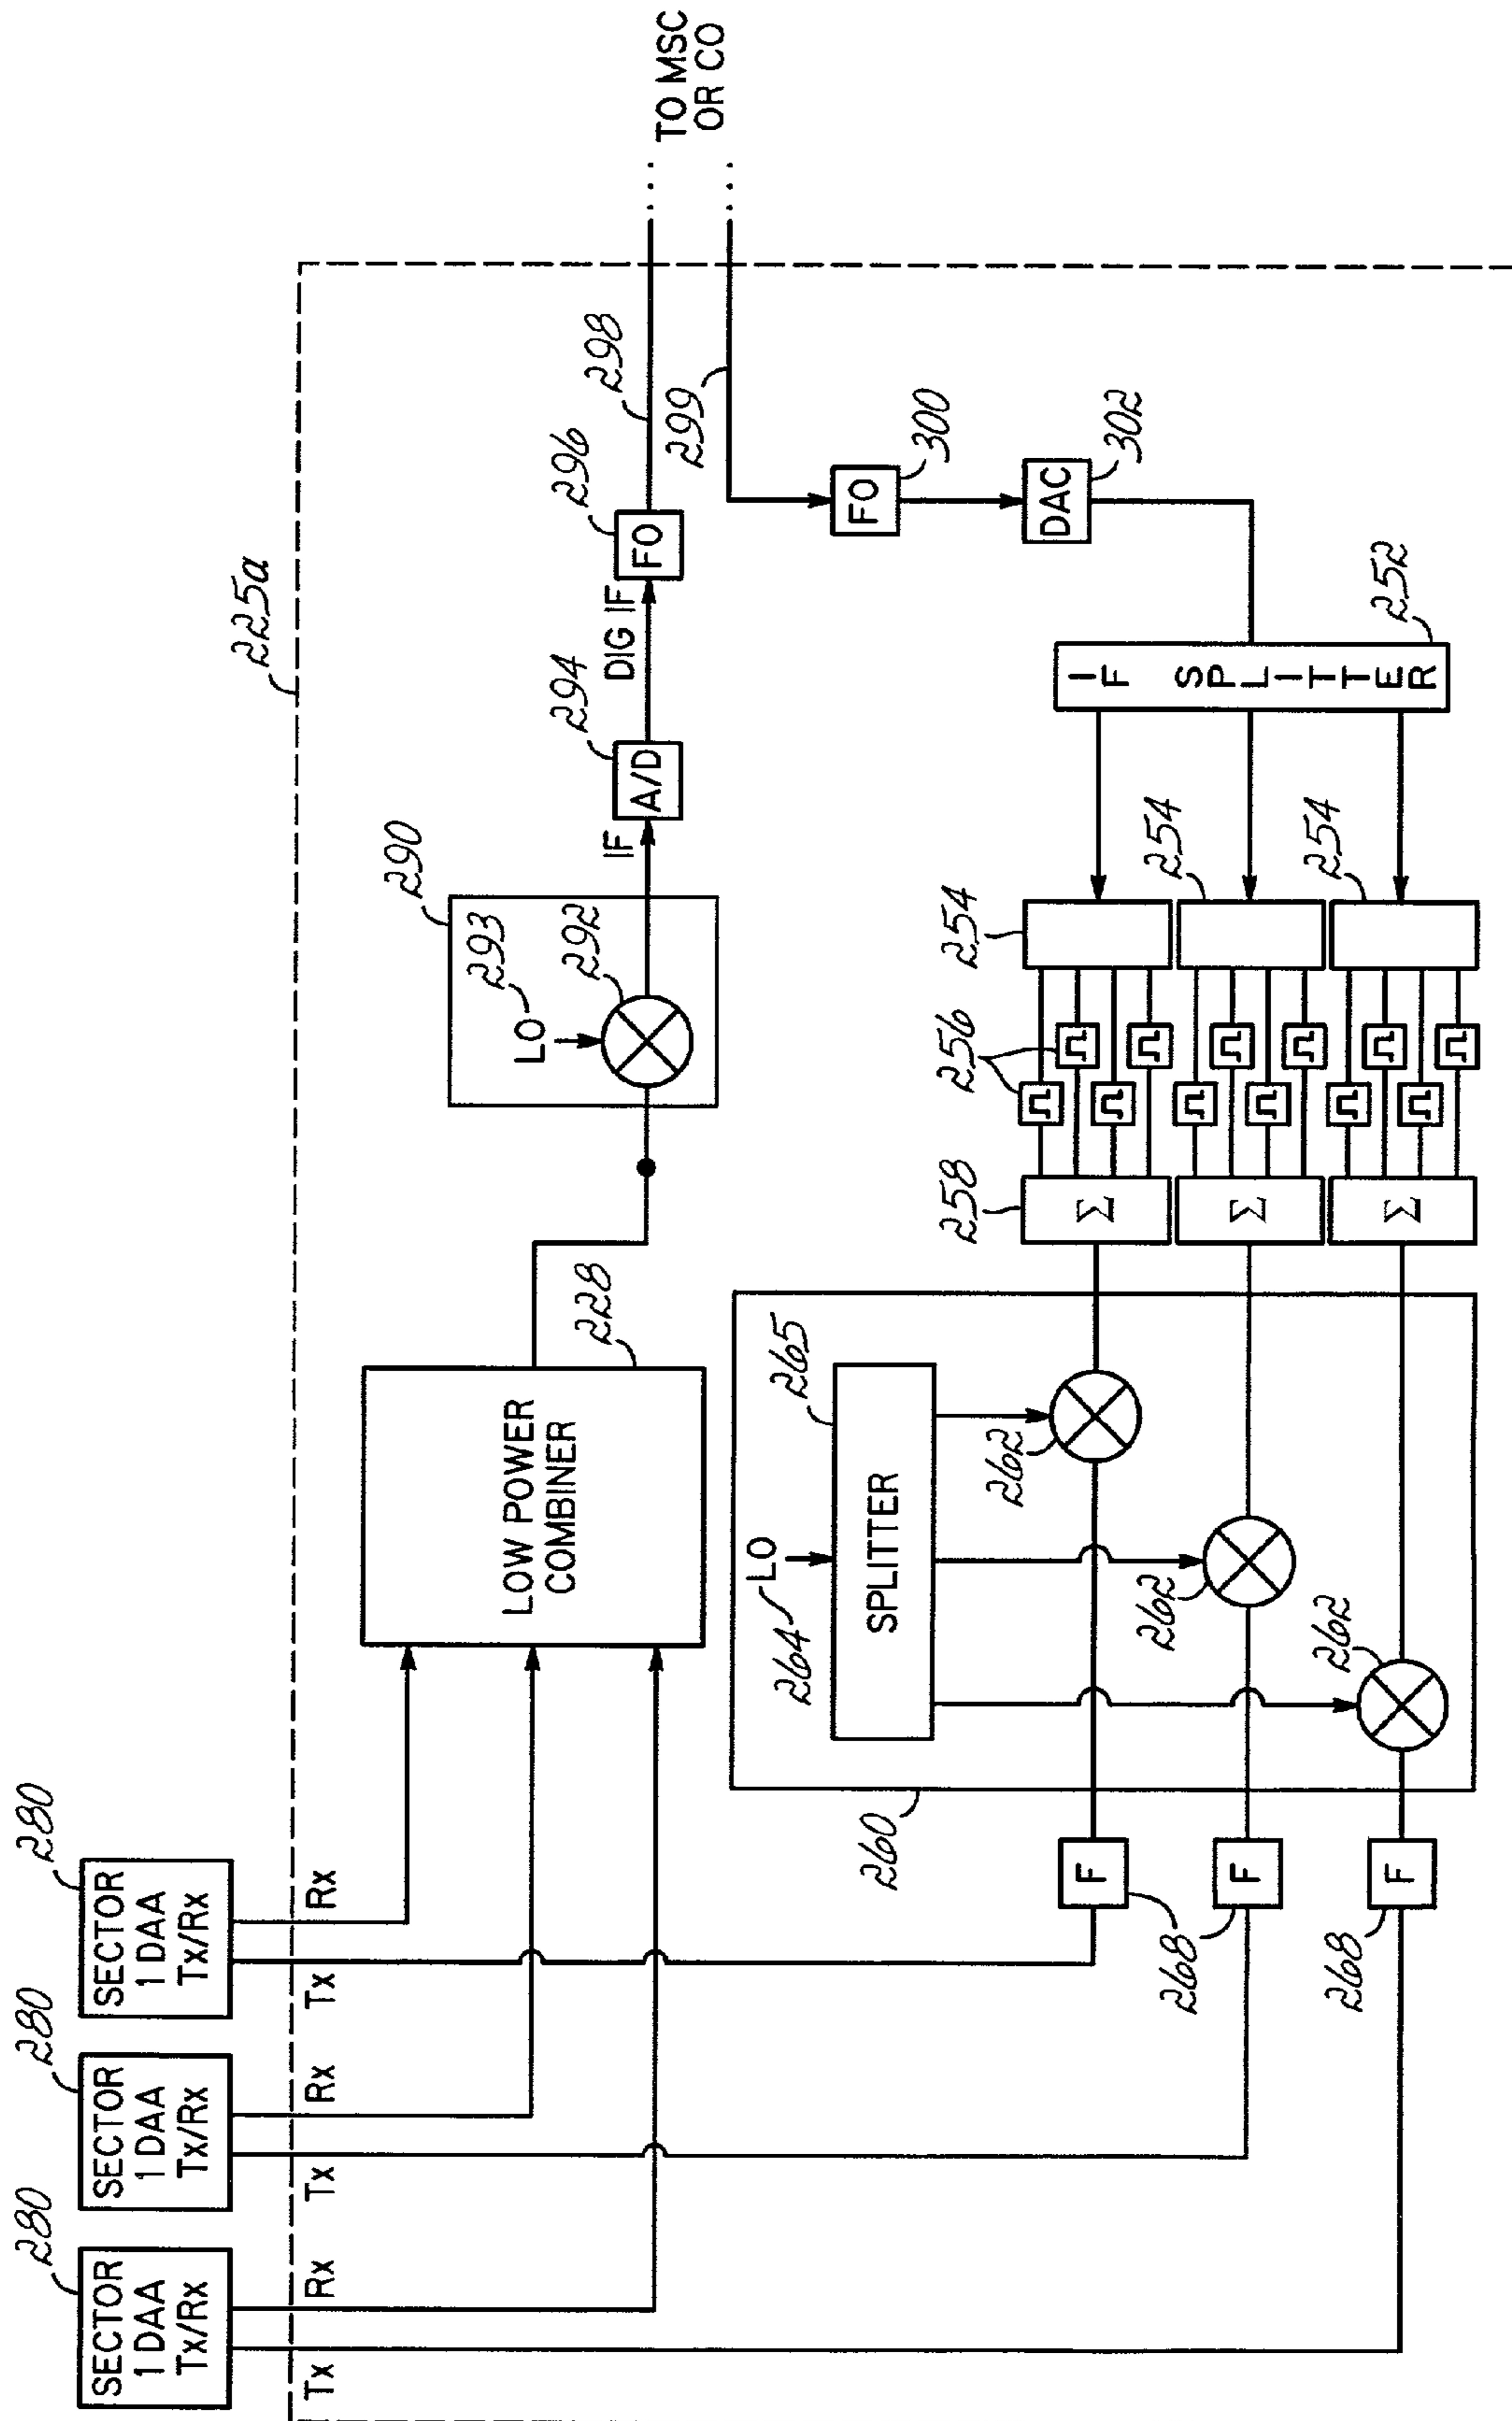 280
280
280
SECTOR
1 DAA
Tx/Rx
SECTOR
1 DAA
Tx/Rx
SECTOR
1 DAA
Tx/Rx
225a
Tx
Rx
Tx
Rx
Tx
Rx
LOW POWER
COMBINER
228
290
293
LO
292
IF
294
A/D
DIG IF
296
FO
298
TO MSC
OR CO
299
FO
300
DAC
302
264
LO
265
SPLITTER
260
262
262
262
F
F
F
268
268
268
258
Σ
Σ
Σ
256
254
254
254
IF SPLITTER
252